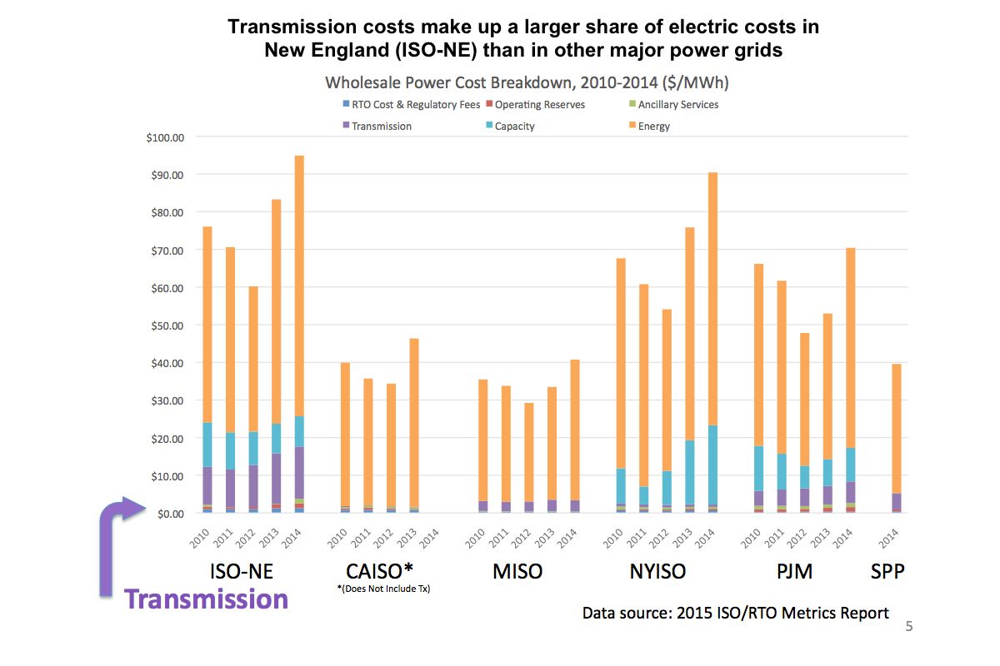 Transmission costs make up a larger share of electric costs in
New England (ISO-NE) than in other major power grids
Wholesale Power Cost Breakdown, 2010-2014 ($/MWh)
RTO Cost & Regulatory Fees Operating Reserves Ancillary Services
Transmission Capacity Energy
$100.00
$90.00
$80.00
$70.00
$60.00
$50.00
$40.00
$30.00
$20.00
$10.00
$0.00
2010 2011 2012 2013 2014 2010 2011 2012 2013 2014 2010 2011 2012 2013 2014 2010 2011 2012 2013 2014 2010 2011 2012 2013 2014 2014
ISO-NE CAISO* MISO NYISO PJM SPP
*(Does Not Include Tx)
Transmission
Data source: 2015 ISO/RTO Metrics Report
5